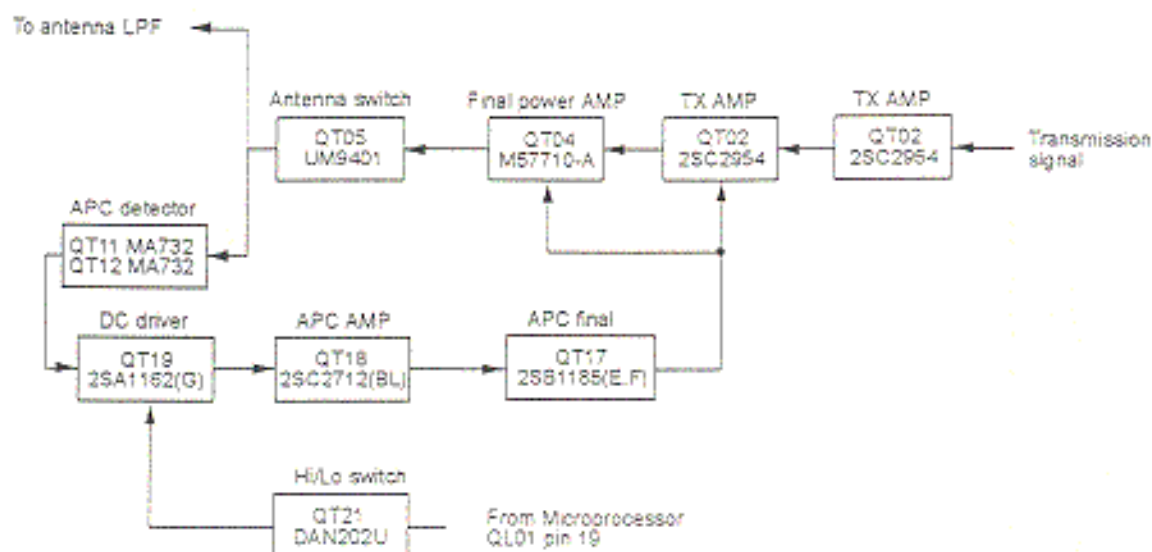 To antenna LPF
Antenna switch
QT05
UM9401
Final power AMP
QT04
M57710-A
TX AMP
QT02
2SC2954
TX AMP
QT02
2SC2954
Transmission
signal
APC detector
QT11 MA732
QT12 MA732
DC driver
QT19
2SA1162(G)
APC AMP
QT18
2SC2712(BL)
APC final
QT17
2SB1185(E.F)
Hi/Lo switch
QT21
DAN202U
From Microprocessor
QL01 pin 19